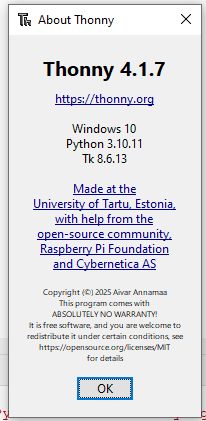 About Thonny
Thonny 4.1.7
https://thonny.org
Windows 10
Python 3.10.11
Tk 8.6.13
Made at the
University of Tartu, Estonia,
with help from the
open-source community,
Raspberry Pi Foundation
and Cybernetica AS
Copyright (©) 2025 Aivar Annamaa
This program comes with
ABSOLUTELY NO WARRANTY!
It is free software, and you are welcome to
redistribute it under certain conditions, see
https://opensource.org/licenses/MIT
for details
OK